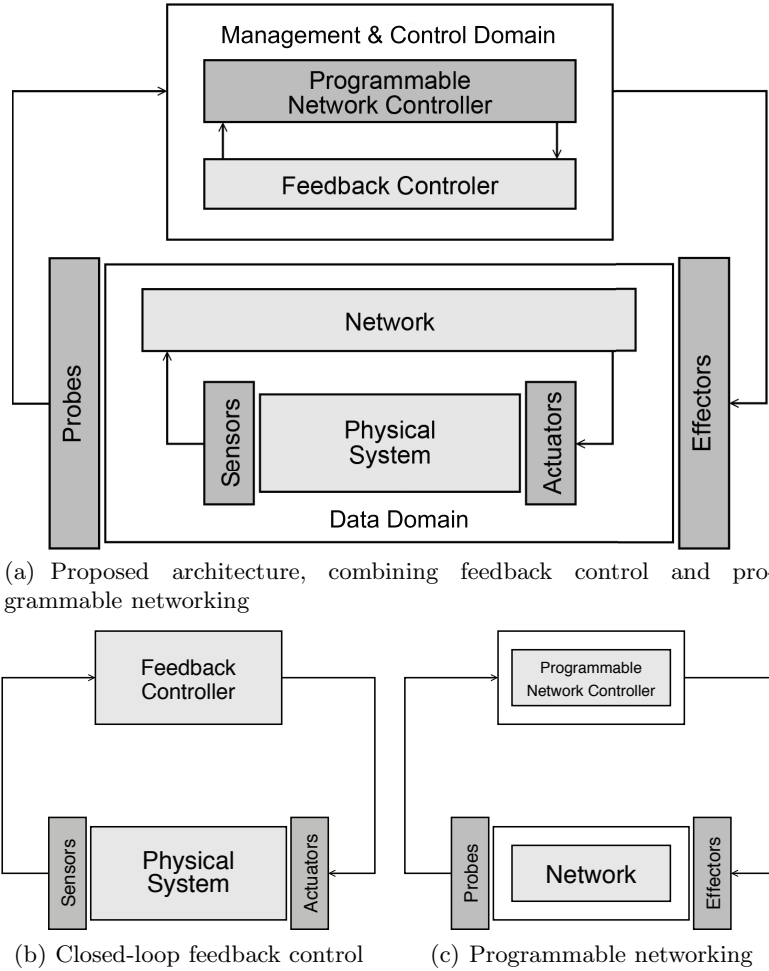 Management & Control Domain
Programmable
Network Controller
Feedback Controler
Probes
Network
Sensors
Physical
System
Actuators
Effectors
Data Domain
(a) Proposed architecture, combining feedback control and pro-
grammable networking
Feedback
Controller
Sensors
Physical
System
Actuators
(b) Closed-loop feedback control
Programmable
Network Controller
Probes
Network
Effectors
(c) Programmable networking